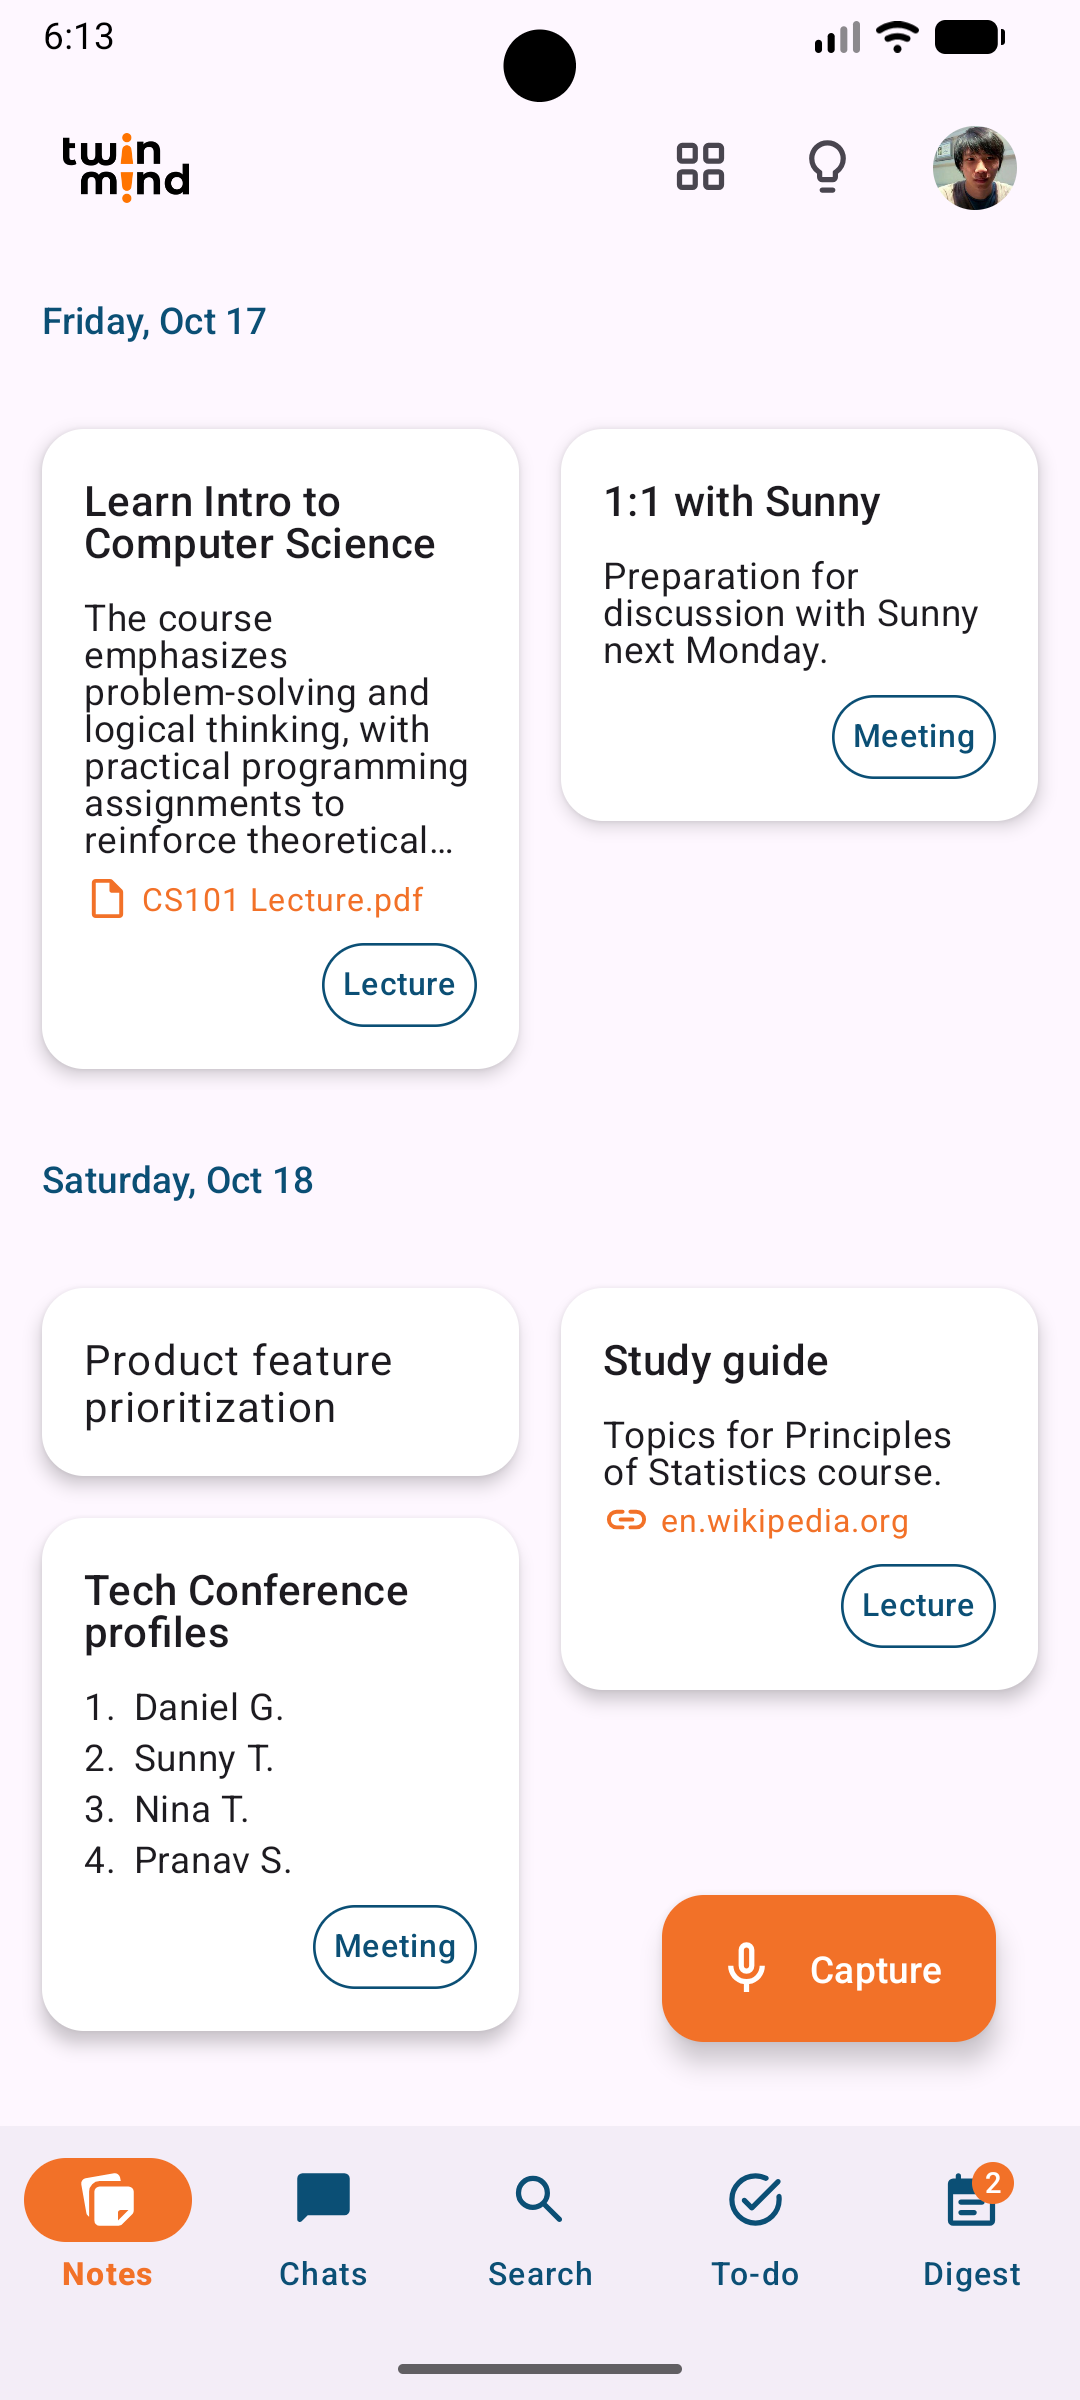 6:13
twin
mind
Friday, Oct 17
Learn Intro to
Computer Science
The course
emphasizes
problem-solving and
logical thinking, with
practical programming
assignments to
reinforce theoretical…
CS101 Lecture.pdf
Lecture
1:1 with Sunny
Preparation for
discussion with Sunny
next Monday.
Meeting
Saturday, Oct 18
Product feature
prioritization
Study guide
Topics for Principles
of Statistics course.
en.wikipedia.org
Lecture
Tech Conference
profiles
1. Daniel G.
2. Sunny T.
3. Nina T.
4. Pranav S.
Meeting
Capture
2
Notes
Chats
Search
To-do
Digest